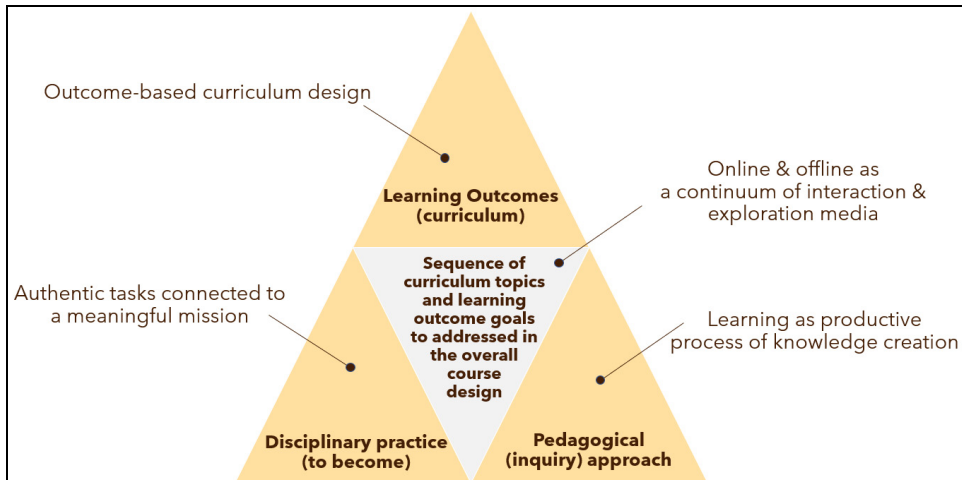 Outcome-based curriculum design
Learning Outcomes
(curriculum)
Online & offline as
a continuum of interaction &
exploration media
Sequence of
curriculum topics
and learning
outcome goals
to addressed in
the overall
course
design
Authentic tasks connected to
a meaningful mission
Learning as productive
process of knowledge creation
Disciplinary practice
(to become)
Pedagogical
(inquiry) approach